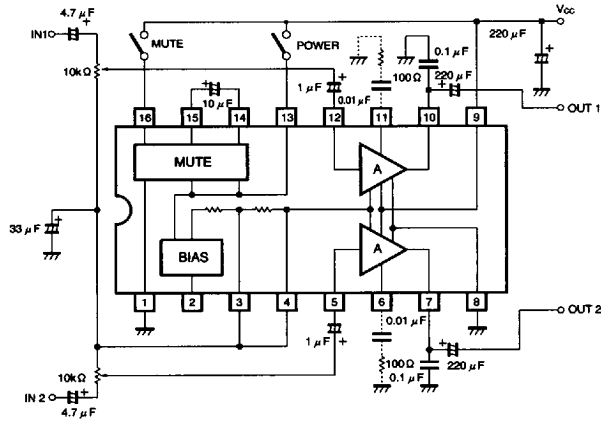 4.7 μF
IN1
MUTE
POWER
VCC
10kΩ
10 μF
1 μF
0.01 μF
100Ω
0.1 μF
220 μF
220 μF
OUT 1
16
15
14
13
12
11
10
9
MUTE
A
33 μF
BIAS
A
1
2
3
4
5
6
7
8
1 μF
0.01 μF
OUT 2
10kΩ
100Ω
0.1 μF
220 μF
IN 2
4.7 μF
+
+
+
+
+
+
+
+
+
+